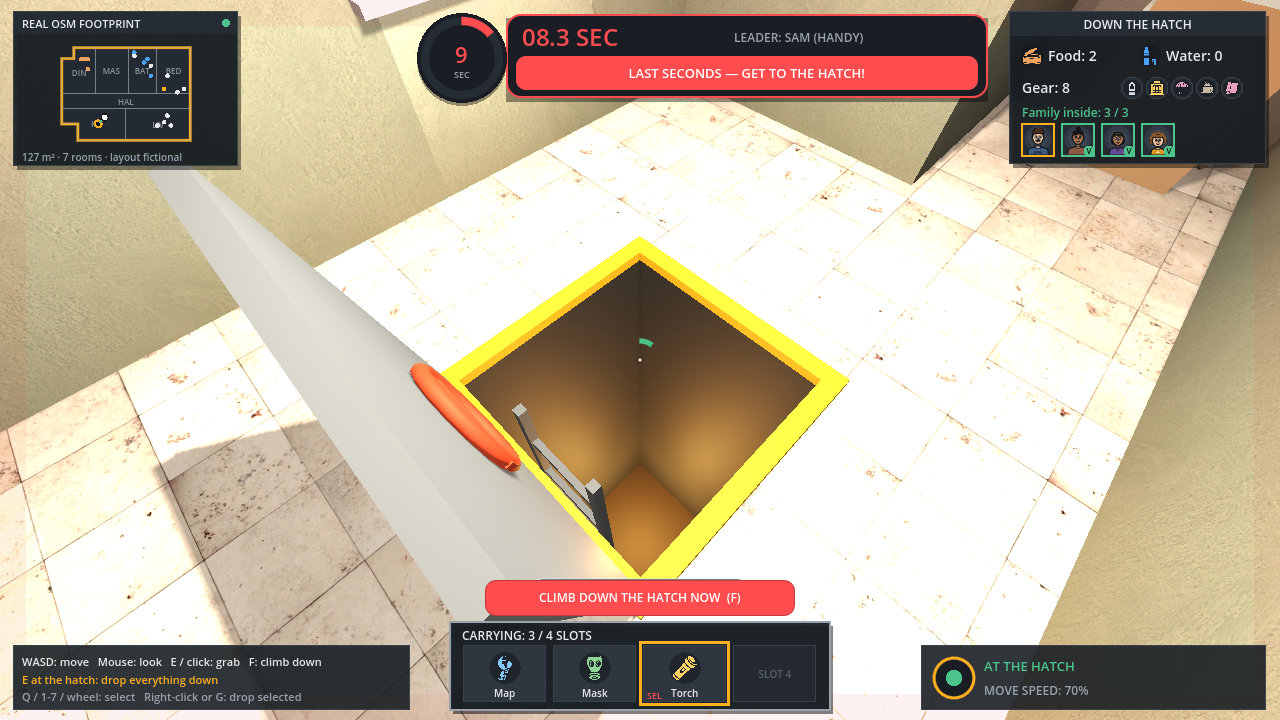 REAL OSM FOOTPRINT
DIN
MAS
BAT
BED
HAL
127 m² · 7 rooms · layout fictional
9
SEC
08.3 SEC
LEADER: SAM (HANDY)
LAST SECONDS — GET TO THE HATCH!
DOWN THE HATCH
Food: 2
Water: 0
Gear: 8
Family inside: 3 / 3
V
V
V
CLIMB DOWN THE HATCH NOW (F)
CARRYING: 3 / 4 SLOTS
Map
Mask
SEL
Torch
SLOT 4
WASD: move Mouse: look E / click: grab F: climb down
E at the hatch: drop everything down
Q / 1-7 / wheel: select Right-click or G: drop selected
AT THE HATCH
MOVE SPEED: 70%